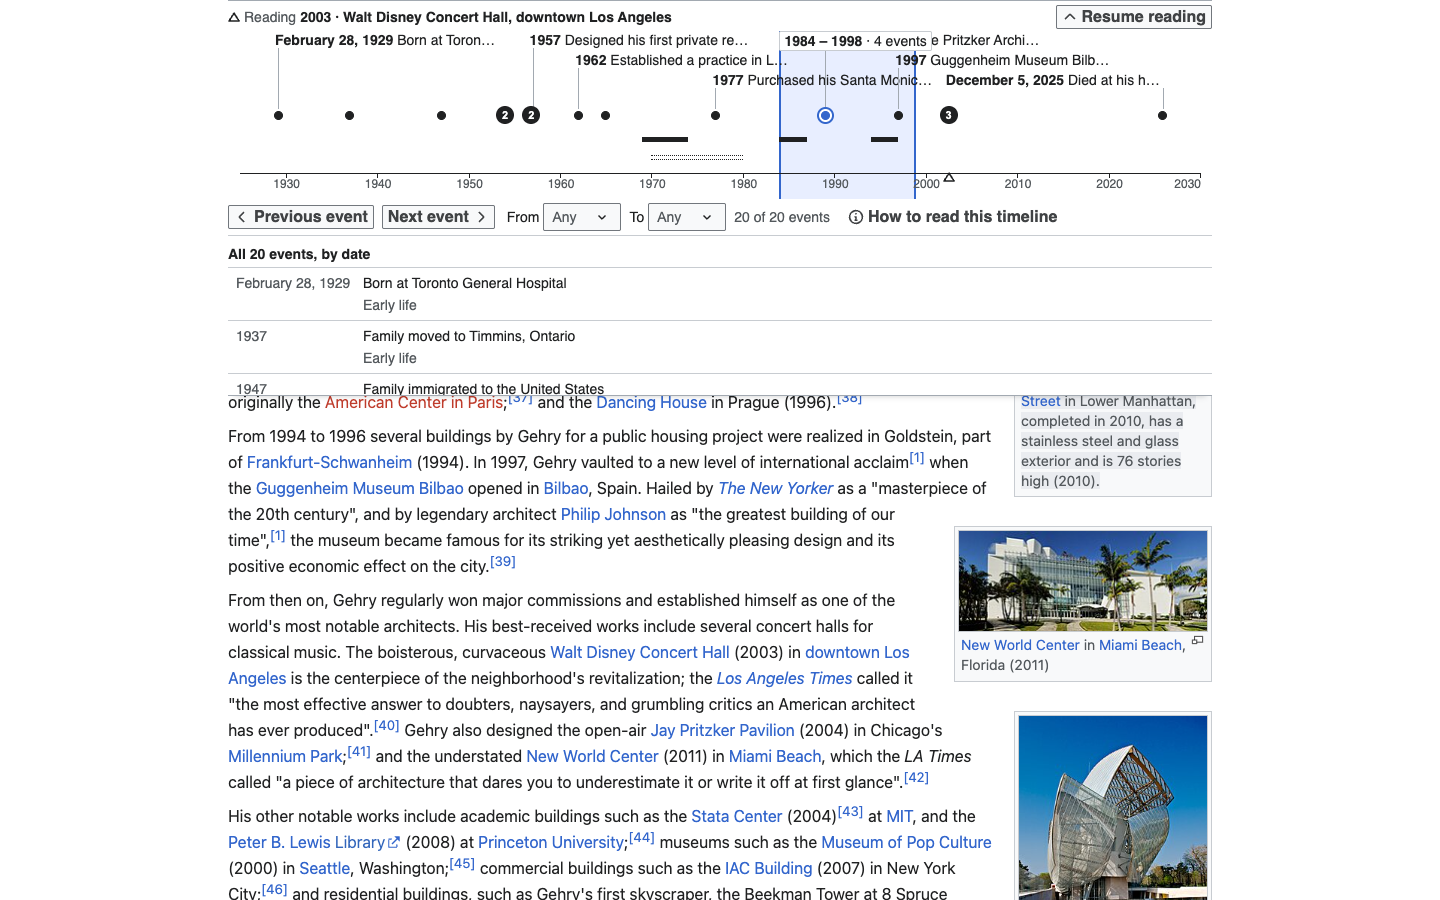 Reading 2003 · Walt Disney Concert Hall, downtown Los Angeles
Resume reading
February 28, 1929 Born at Toron…
1957 Designed his first private re…
1984 – 1998 · 4 events
e Pritzker Archi…
1962 Established a practice in L…
1997 Guggenheim Museum Bilb…
1977 Purchased his Santa Monic…
December 5, 2025 Died at his h…
2
2
3
1930
1940
1950
1960
1970
1980
1990
2000
2010
2020
2030
Previous event
Next event
From
Any
To
Any
20 of 20 events
How to read this timeline
All 20 events, by date
February 28, 1929
Born at Toronto General Hospital
Early life
1937
Family moved to Timmins, Ontario
Early life
1947
Family immigrated to the United States
originally the American Center in Paris;[37] and the Dancing House in Prague (1996).[38]
From 1994 to 1996 several buildings by Gehry for a public housing project were realized in Goldstein, part
of Frankfurt-Schwanheim (1994). In 1997, Gehry vaulted to a new level of international acclaim[1] when
the Guggenheim Museum Bilbao opened in Bilbao, Spain. Hailed by The New Yorker as a "masterpiece of
the 20th century", and by legendary architect Philip Johnson as "the greatest building of our
time",[1] the museum became famous for its striking yet aesthetically pleasing design and its
positive economic effect on the city.[39]
From then on, Gehry regularly won major commissions and established himself as one of the
world's most notable architects. His best-received works include several concert halls for
classical music. The boisterous, curvaceous Walt Disney Concert Hall (2003) in downtown Los
Angeles is the centerpiece of the neighborhood's revitalization; the Los Angeles Times called it
"the most effective answer to doubters, naysayers, and grumbling critics an American architect
has ever produced".[40] Gehry also designed the open-air Jay Pritzker Pavilion (2004) in Chicago's
Millennium Park;[41] and the understated New World Center (2011) in Miami Beach, which the LA Times
called "a piece of architecture that dares you to underestimate it or write it off at first glance".[42]
His other notable works include academic buildings such as the Stata Center (2004)[43] at MIT, and the
Peter B. Lewis Library (2008) at Princeton University;[44] museums such as the Museum of Pop Culture
(2000) in Seattle, Washington;[45] commercial buildings such as the IAC Building (2007) in New York
City;[46] and residential buildings, such as Gehry's first skyscraper, the Beekman Tower at 8 Spruce
Street in Lower Manhattan,
completed in 2010, has a
stainless steel and glass
exterior and is 76 stories
high (2010).
New World Center in Miami Beach,
Florida (2011)